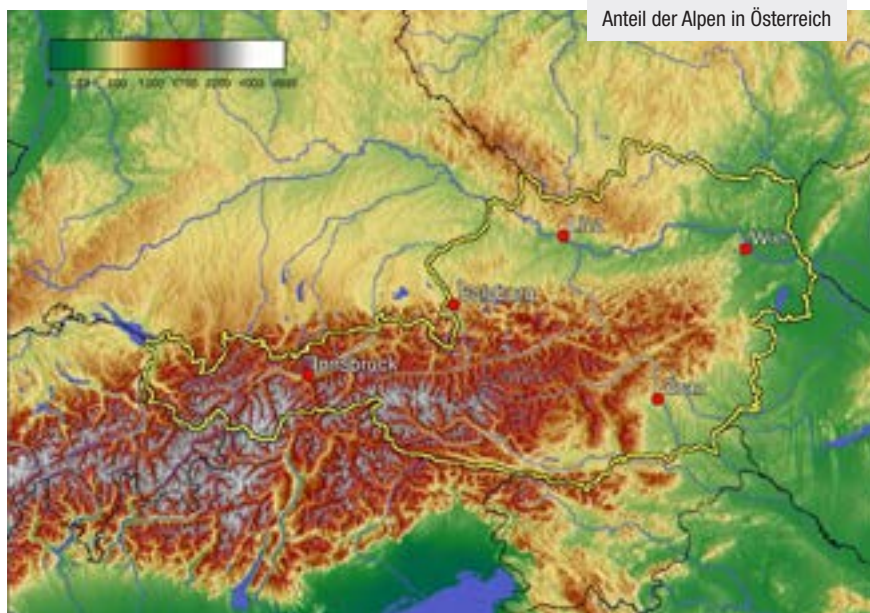 Anteil der Alpen in Österreich
Linz
Wien
Salzburg
Innsbruck
Graz